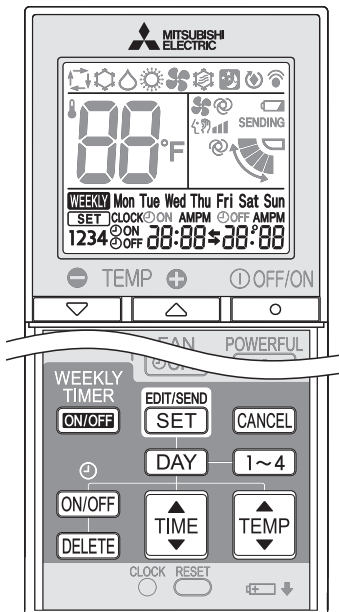 MITSUBISHI
ELECTRIC
88°F
SENDING
WEEKLY Mon Tue Wed Thu Fri Sat Sun
SET CLOCK ON AMPM OFF AMPM
1234 ON OFF 88:88 88:88
TEMP OFF/ON
FAN POWERFUL
WEEKLY
TIMER
EDIT/SEND
ON/OFF SET CANCEL
DAY 1~4
ON/OFF TIME TEMP
DELETE
CLOCK RESET